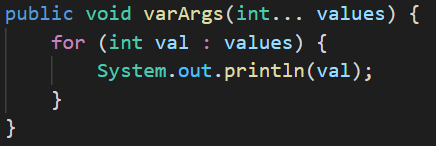 public void varArgs(int... values) {
    for (int val : values) {
        System.out.println(val);
    }
}